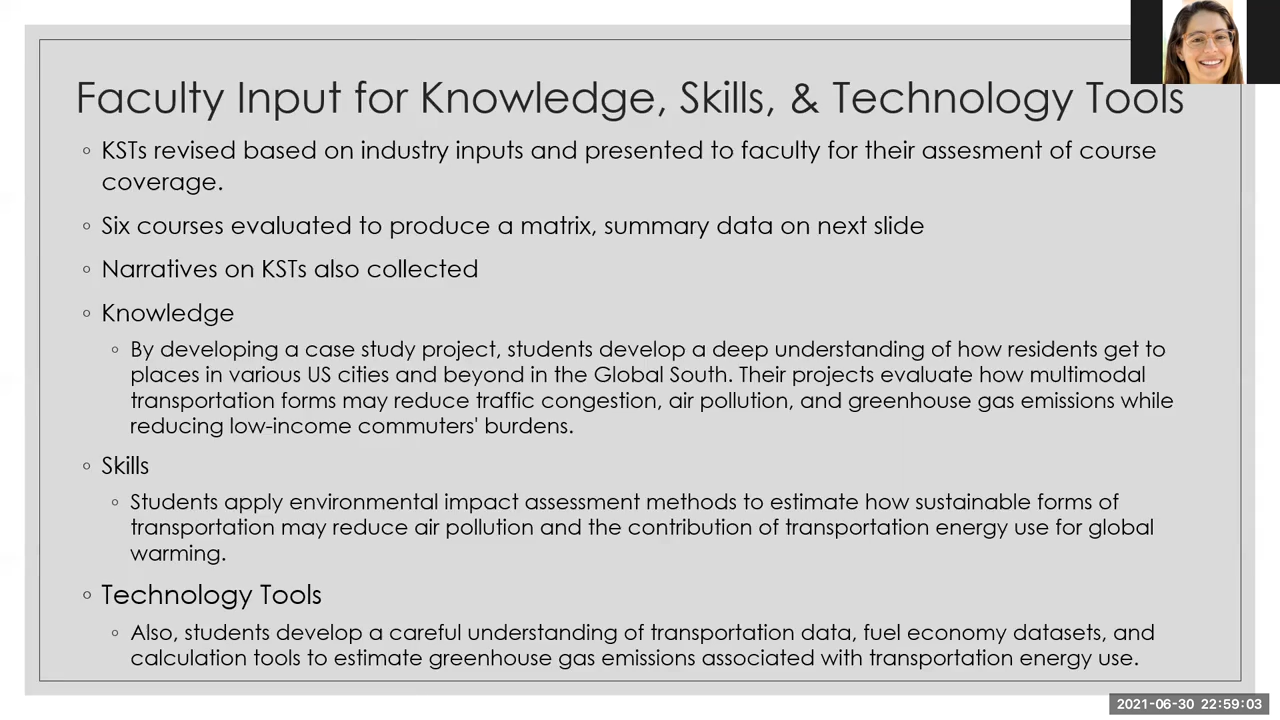 Faculty Input for Knowledge, Skills, & Technology Tools
◦ KSTs revised based on industry inputs and presented to faculty for their assesment of course
coverage.
◦ Six courses evaluated to produce a matrix, summary data on next slide
◦ Narratives on KSTs also collected
◦ Knowledge
◦ By developing a case study project, students develop a deep understanding of how residents get to
places in various US cities and beyond in the Global South. Their projects evaluate how multimodal
transportation forms may reduce traffic congestion, air pollution, and greenhouse gas emissions while
reducing low-income commuters' burdens.
◦ Skills
◦ Students apply environmental impact assessment methods to estimate how sustainable forms of
transportation may reduce air pollution and the contribution of transportation energy use for global
warming.
◦ Technology Tools
◦ Also, students develop a careful understanding of transportation data, fuel economy datasets, and
calculation tools to estimate greenhouse gas emissions associated with transportation energy use.
2021-06-30 22:59:03